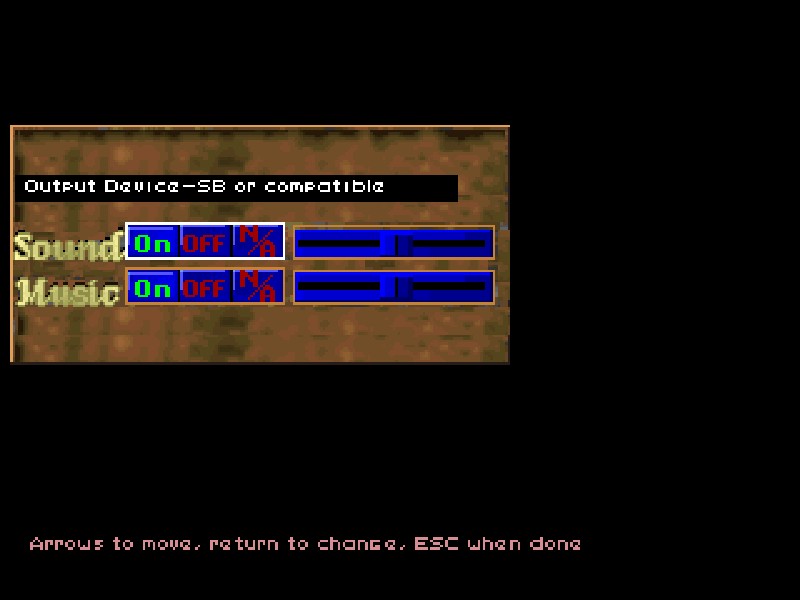 Output Device-SB or compatible
Sound On OFF N/A
Music On OFF N/A
Arrows to move, return to change, ESC when done